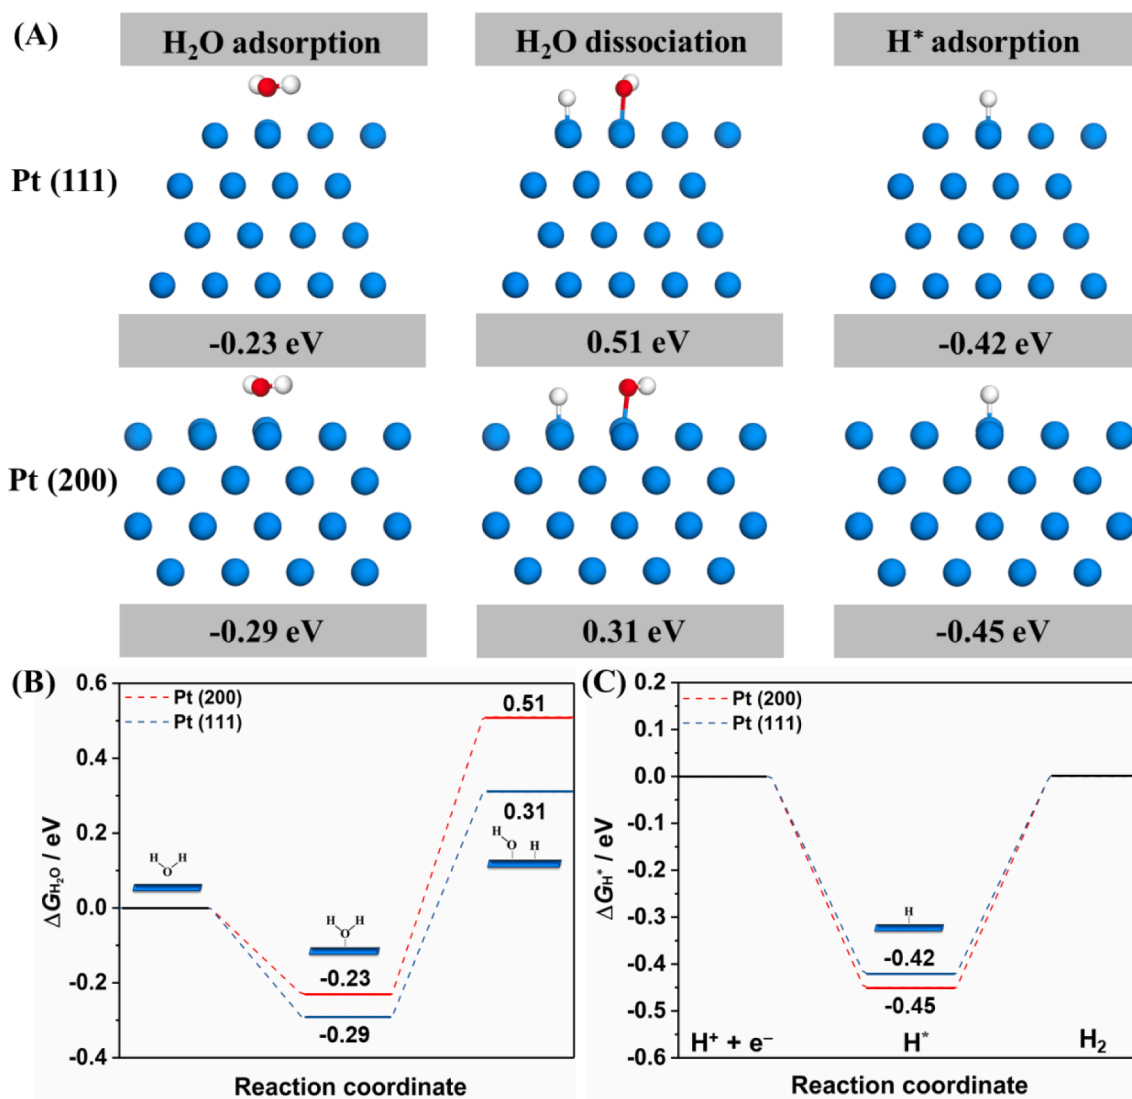 (A)
H₂O adsorption
H₂O dissociation
H* adsorption
Pt (111)
-0.23 eV
0.51 eV
-0.42 eV
Pt (200)
-0.29 eV
0.31 eV
-0.45 eV
(B)
0.6
0.4
0.2
0.0
-0.2
-0.4
ΔG_H₂O / eV
Pt (200)
Pt (111)
0.51
0.31
H
O
H
H H
O
H H
O
-0.23
-0.29
Reaction coordinate
(C)
0.2
0.1
0.0
-0.1
-0.2
-0.3
-0.4
-0.5
-0.6
ΔG_H* / eV
Pt (200)
Pt (111)
H
-0.42
-0.45
H⁺ + e⁻
H*
H₂
Reaction coordinate